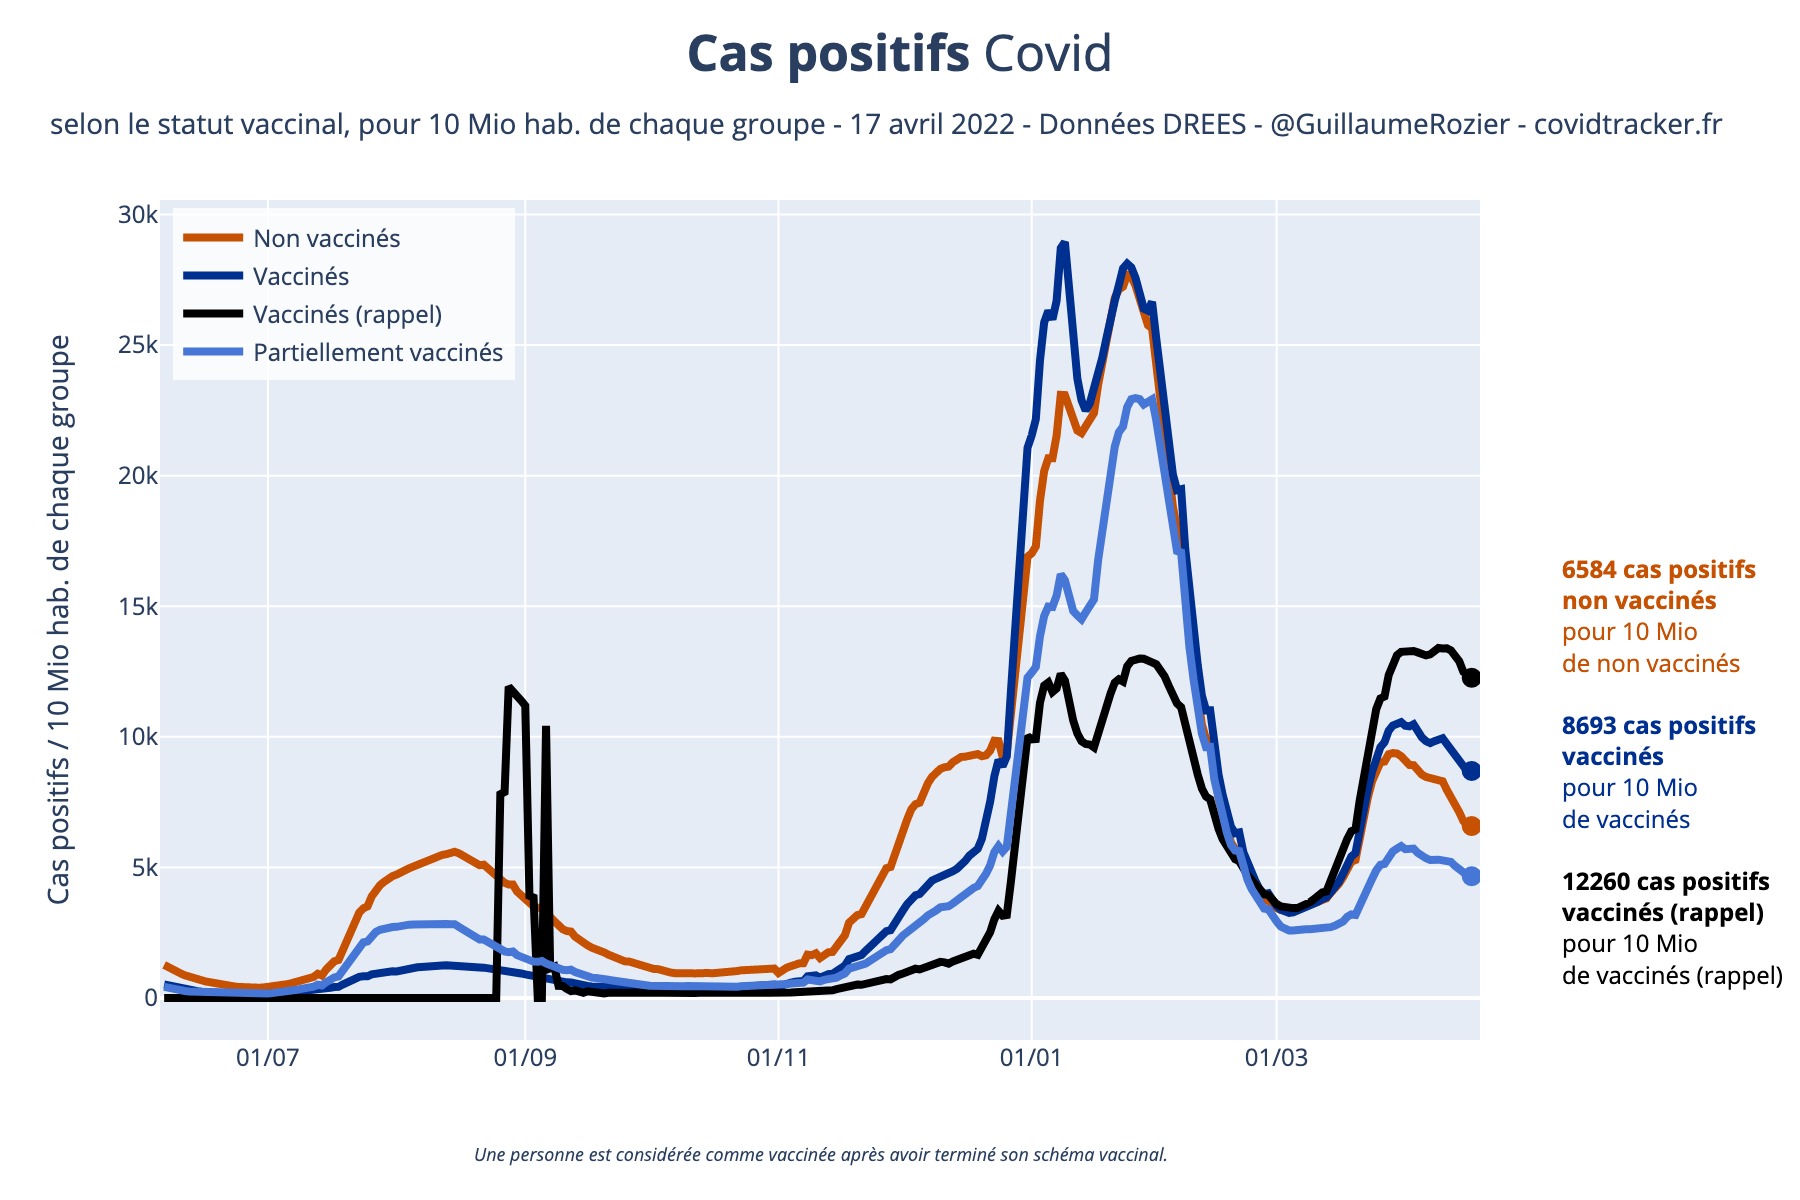 Cas positifs Covid
selon le statut vaccinal, pour 10 Mio hab. de chaque groupe - 17 avril 2022 - Données DREES - @GuillaumeRozier - covidtracker.fr
Cas positifs / 10 Mio hab. de chaque groupe
30k
25k
20k
15k
10k
5k
0
Non vaccinés
Vaccinés
Vaccinés (rappel)
Partiellement vaccinés
01/07
01/09
01/11
01/01
01/03
6584 cas positifs
non vaccinés
pour 10 Mio
de non vaccinés
8693 cas positifs
vaccinés
pour 10 Mio
de vaccinés
12260 cas positifs
vaccinés (rappel)
pour 10 Mio
de vaccinés (rappel)
Une personne est considérée comme vaccinée après avoir terminé son schéma vaccinal.